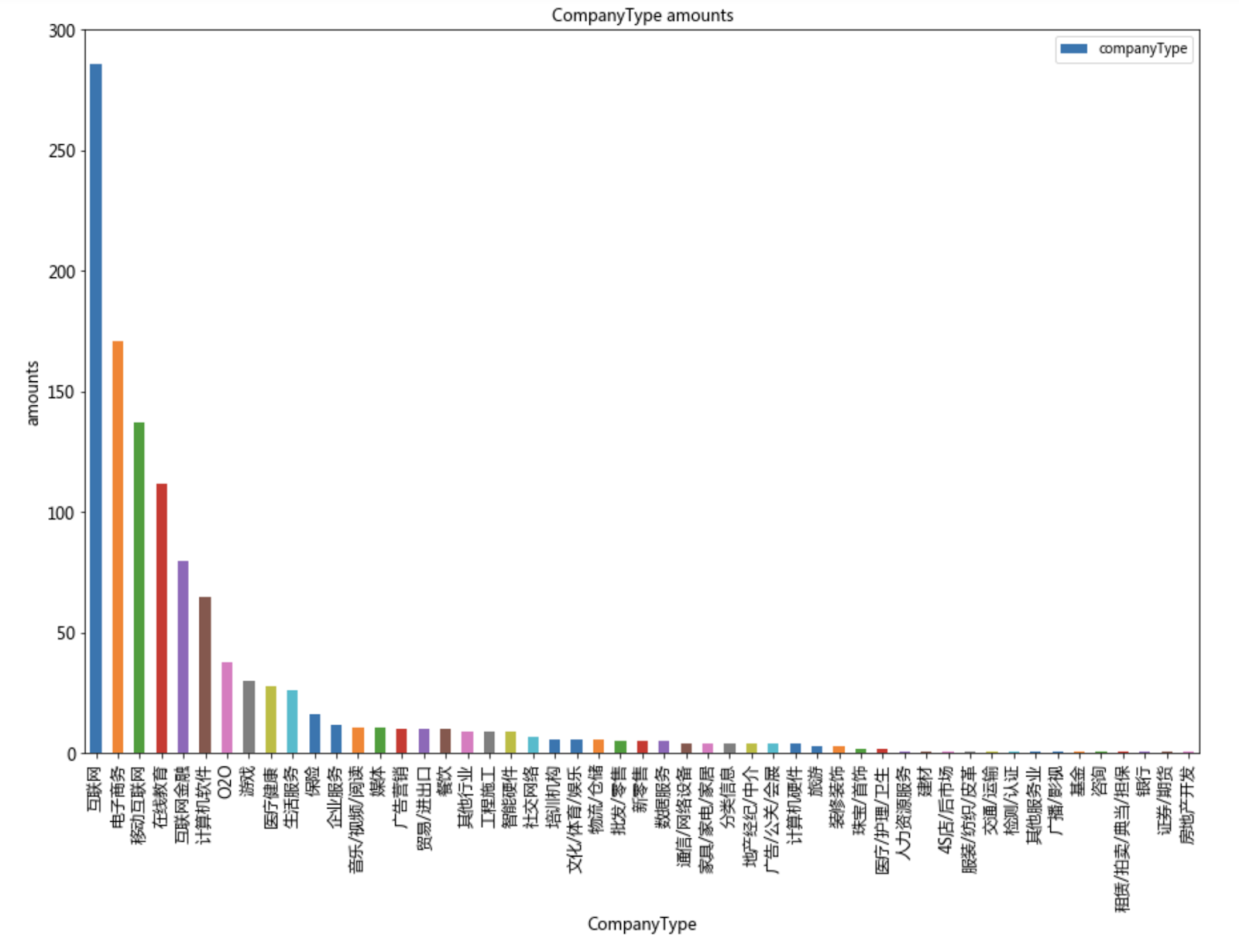 CompanyType amounts
companyType
300
250
200
150
100
50
0
amounts
互联网
电子商务
移动互联网
在线教育
互联网金融
计算机软件
O2O
游戏
医疗健康
生活服务
保险
企业服务
音乐/视频/阅读
媒体
广告营销
贸易/进出口
餐饮
其他行业
工程施工
智能硬件
社交网络
培训机构
文化/体育/娱乐
物流/仓储
批发/零售
新零售
数据服务
通信/网络设备
家具/家电/家居
分类信息
地产经纪/中介
广告/公关/会展
计算机硬件
旅游
装修装饰
珠宝/首饰
医疗/护理/卫生
人力资源服务
建材
4S店/后市场
服装/纺织/皮革
交通/运输
检测/认证
其他服务业
广播/影视
基金
咨询
租赁/拍卖/典当/担保
银行
证券/期货
房地产开发
CompanyType